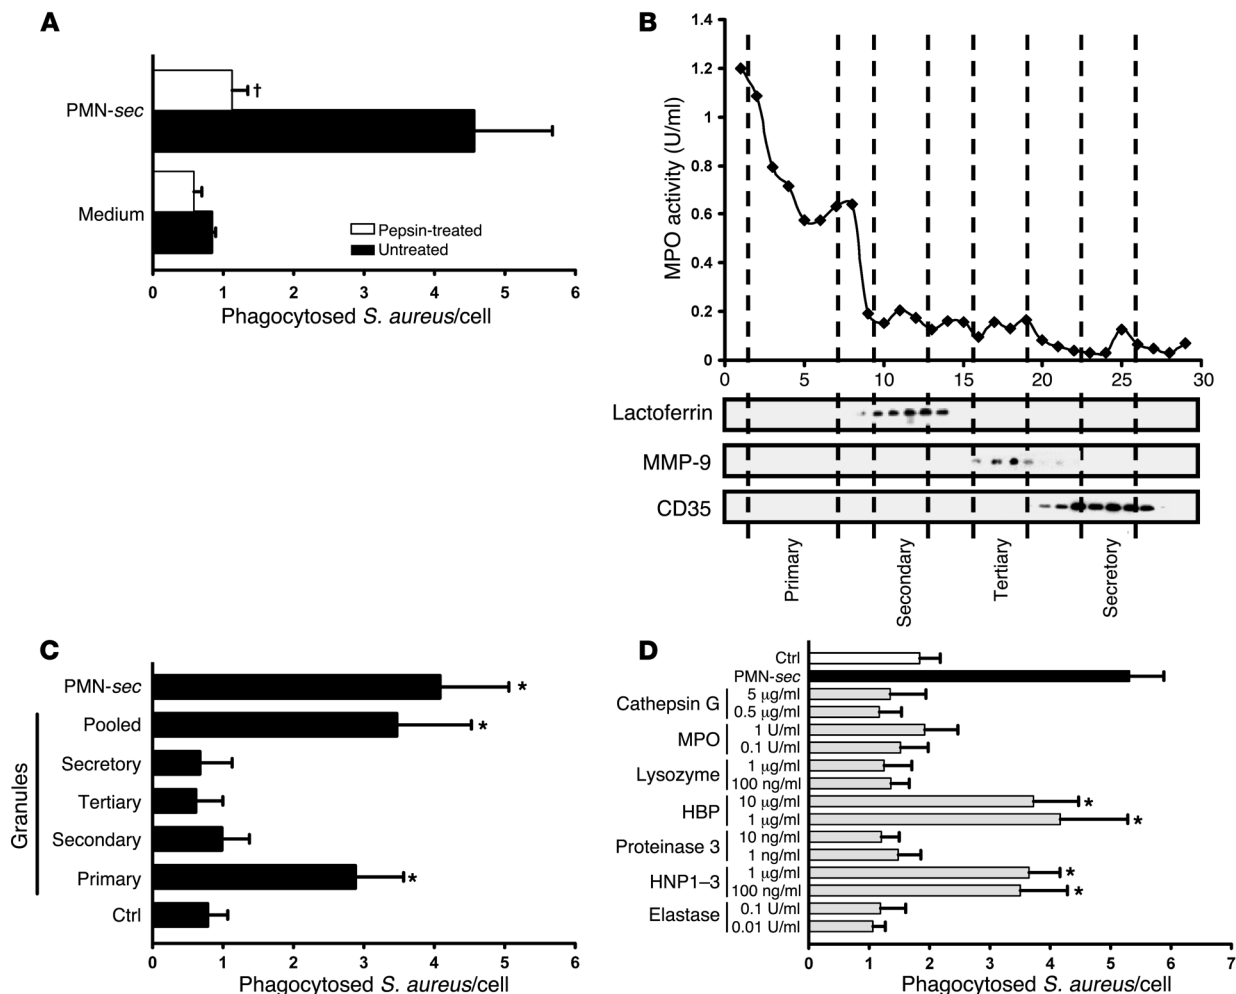 A
PMN-sec
†
Medium
Pepsin-treated
Untreated
0 1 2 3 4 5 6
Phagocytosed S. aureus/cell
B
MPO activity (U/ml)
1.4
1.2
1
0.8
0.6
0.4
0.2
0
0 5 10 15 20 25 30
Lactoferrin
MMP-9
CD35
Primary
Secondary
Tertiary
Secretory
C
PMN-sec *
Granules
Pooled *
Secretory
Tertiary
Secondary
Primary *
Ctrl
0 1 2 3 4 5 6
Phagocytosed S. aureus/cell
D
Ctrl
PMN-sec
Cathepsin G
5 µg/ml
0.5 µg/ml
MPO
1 U/ml
0.1 U/ml
Lysozyme
1 µg/ml
100 ng/ml
HBP
10 µg/ml *
1 µg/ml *
Proteinase 3
10 ng/ml
1 ng/ml
HNP1–3
1 µg/ml *
100 ng/ml *
Elastase
0.1 U/ml
0.01 U/ml
0 1 2 3 4 5 6 7
Phagocytosed S. aureus/cell